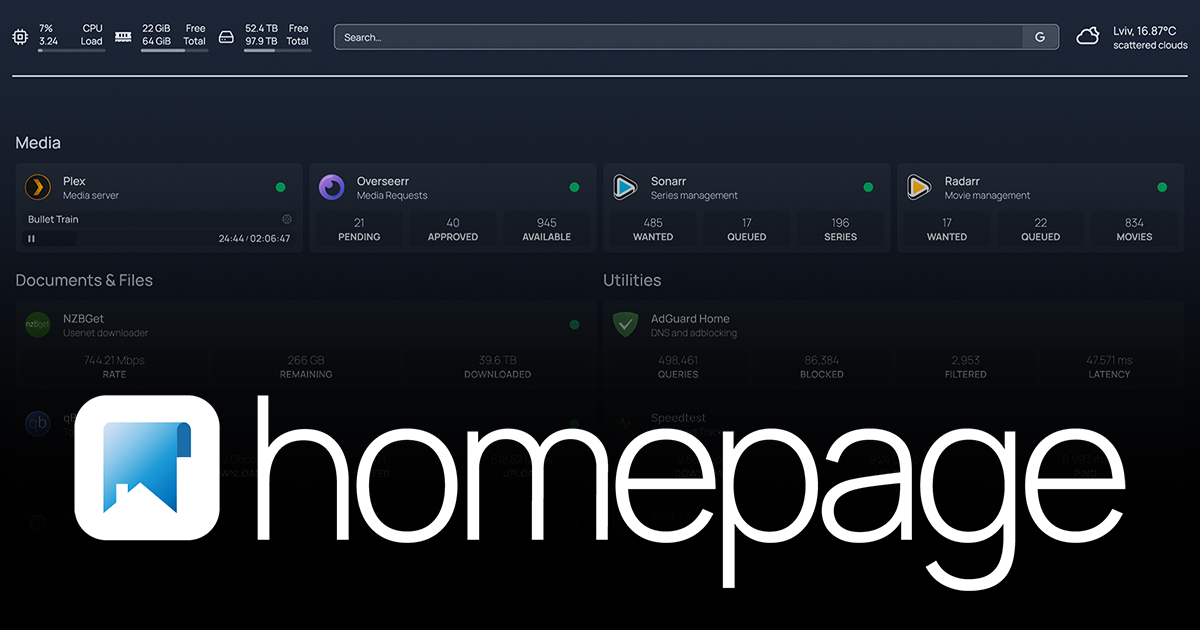 7% CPU
3.24 Load
22 GiB Free
64 GiB Total
52.4 TB Free
97.9 TB Total
Search...
G
Lviv, 16.87°C
scattered clouds
Media
Plex
Media server
Bullet Train
24:44/02:06:47
Overseerr
Media Requests
21 40 945
PENDING APPROVED AVAILABLE
Sonarr
Series management
485 17 196
WANTED QUEUED SERIES
Radarr
Movie management
17 22 834
WANTED QUEUED MOVIES
Documents & Files
nzbget
NZBGet
Usenet downloader
744.21 Mbps 266 GB 39.6 TB
RATE REMAINING DOWNLOADED
Utilities
AdGuard Home
DNS and adblocking
498,461 86,384 2,953 47.571 ms
QUERIES BLOCKED FILTERED LATENCY
qb
Speedtest
homepage